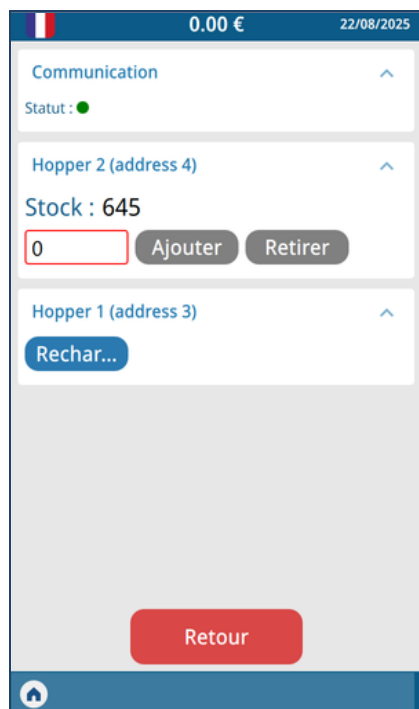 0.00 € 22/08/2025
Communication
Statut :
Hopper 2 (address 4)
Stock : 645
0 Ajouter Retirer
Hopper 1 (address 3)
Rechar...
Retour